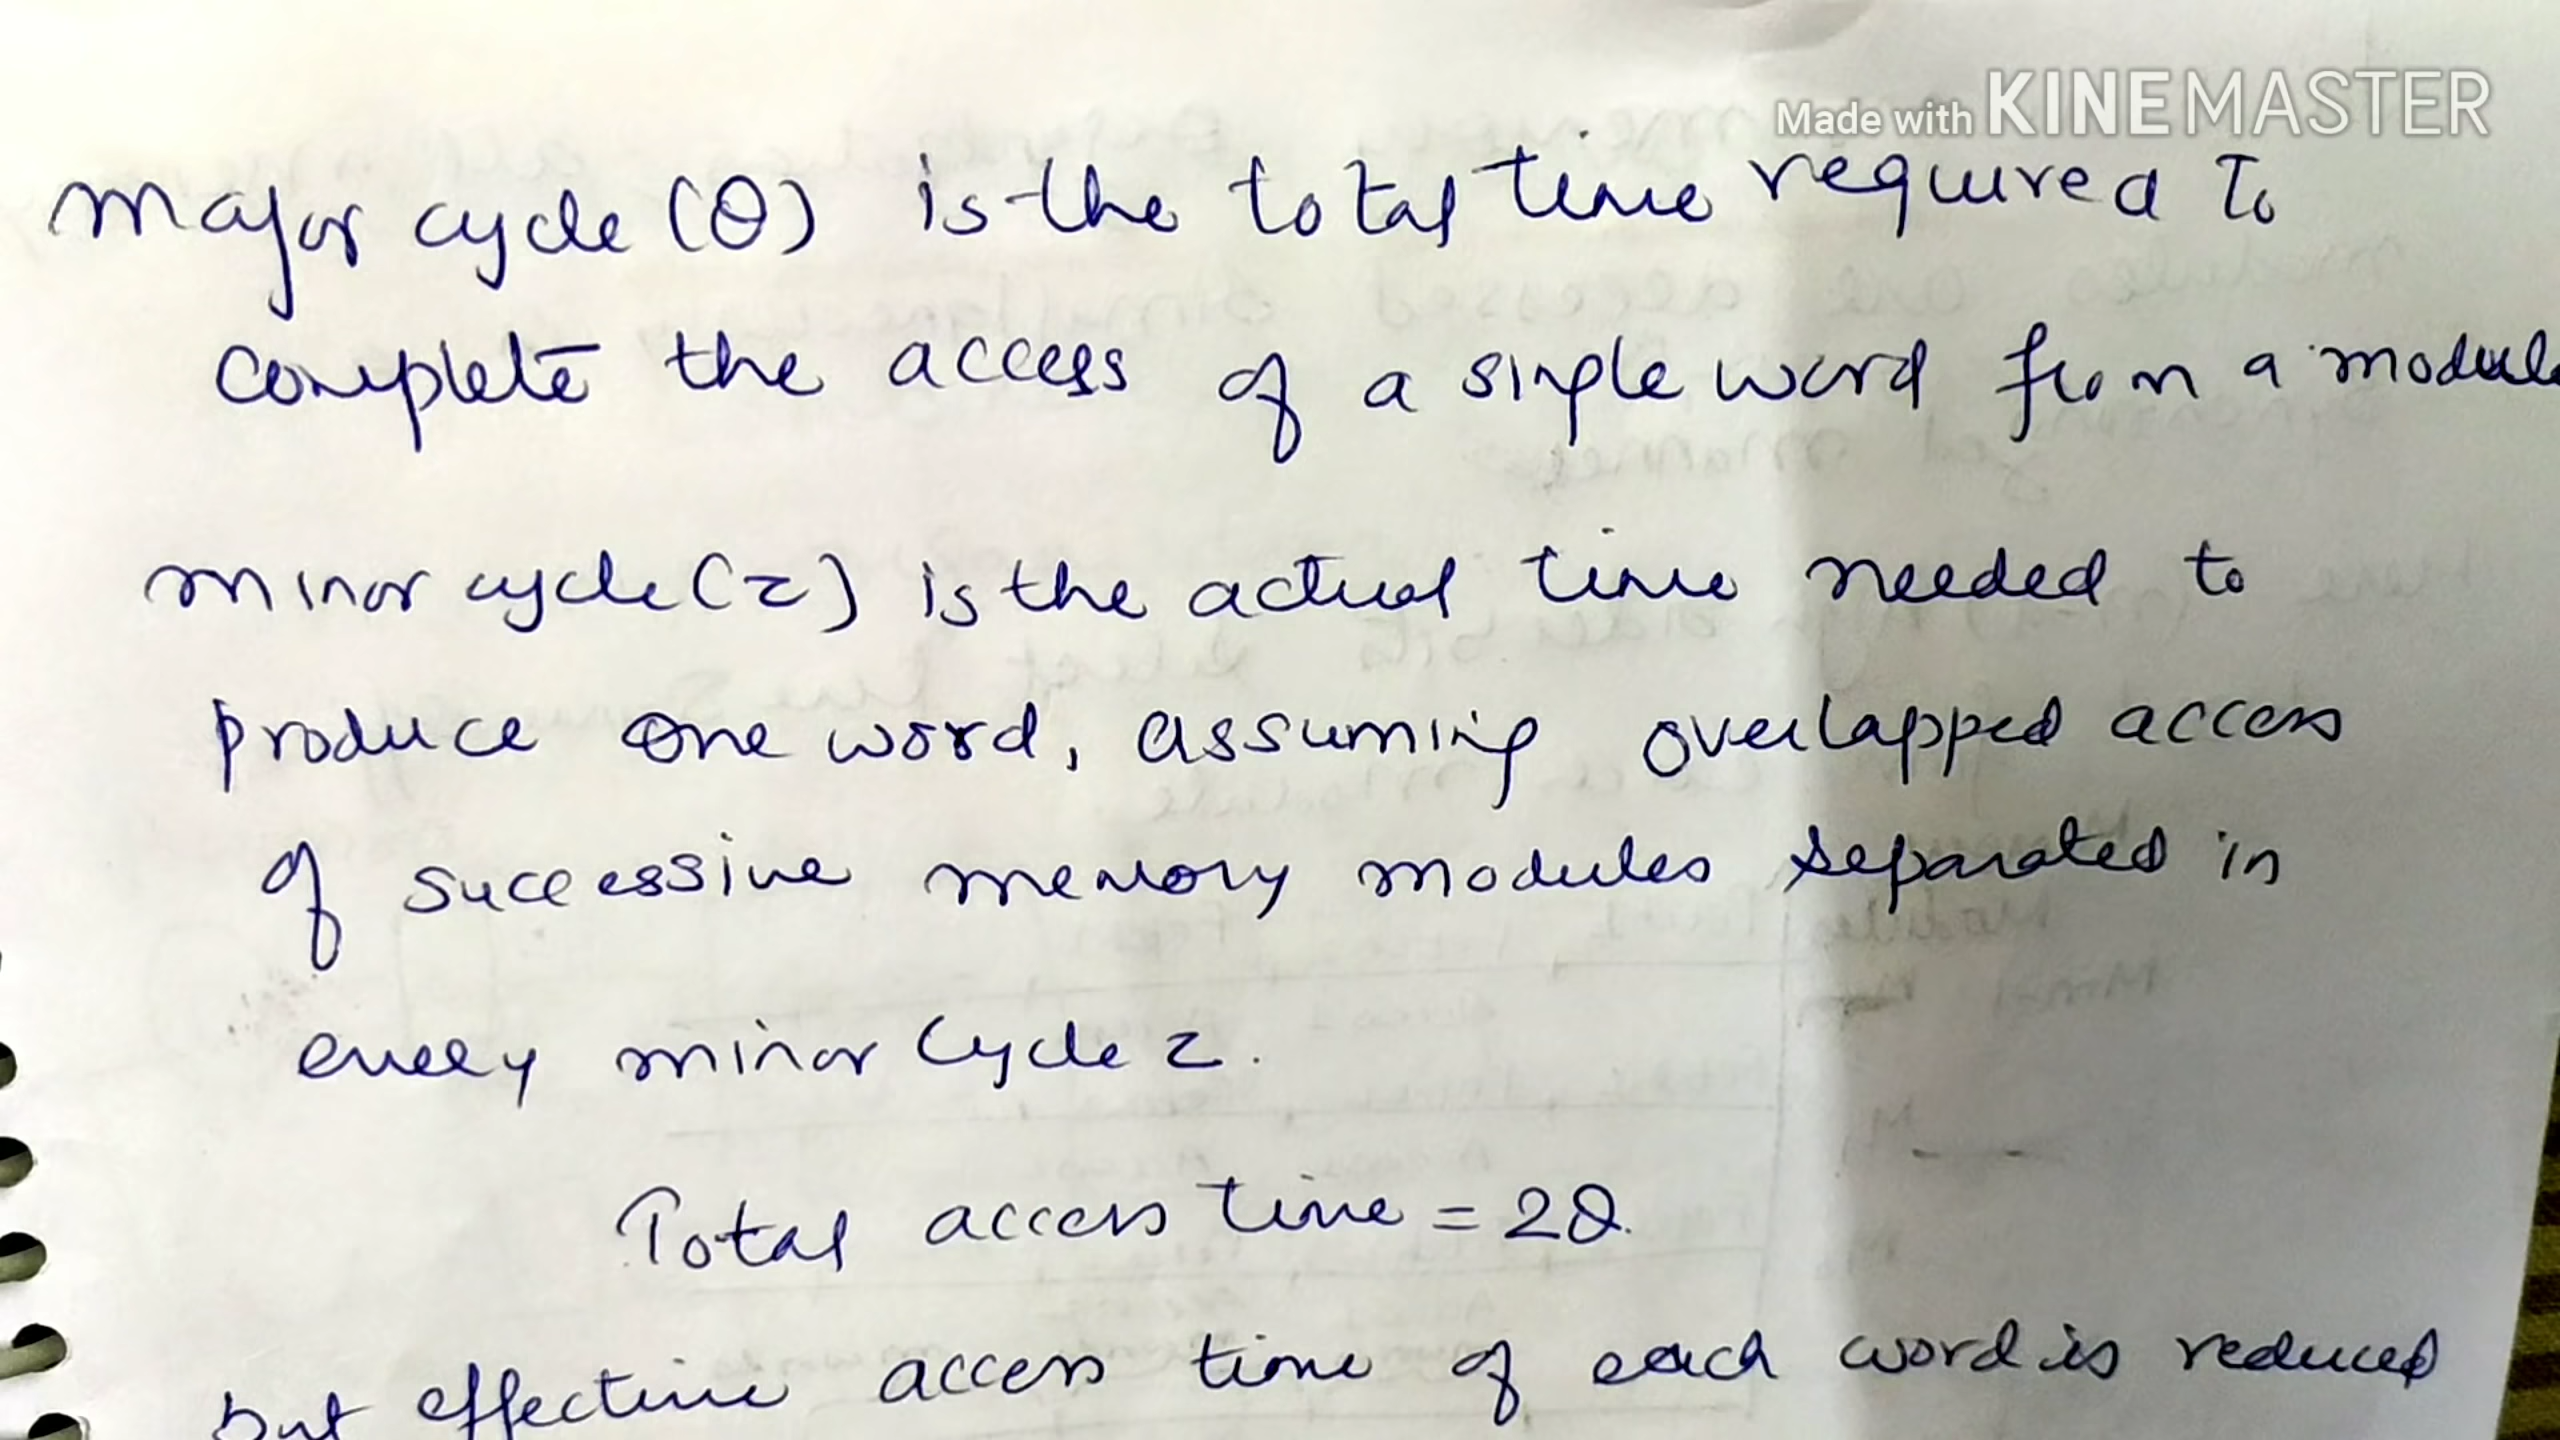 Made with KINEMASTER
Major cycle (θ) is the total time required to
complete the access of a single word from a module
minor cycle (τ) is the actual time needed to
produce one word, assuming overlapped access
of successive memory modules separated in
every minor cycle τ.
Total access time = 2θ.
but effective access time of each word is reduced